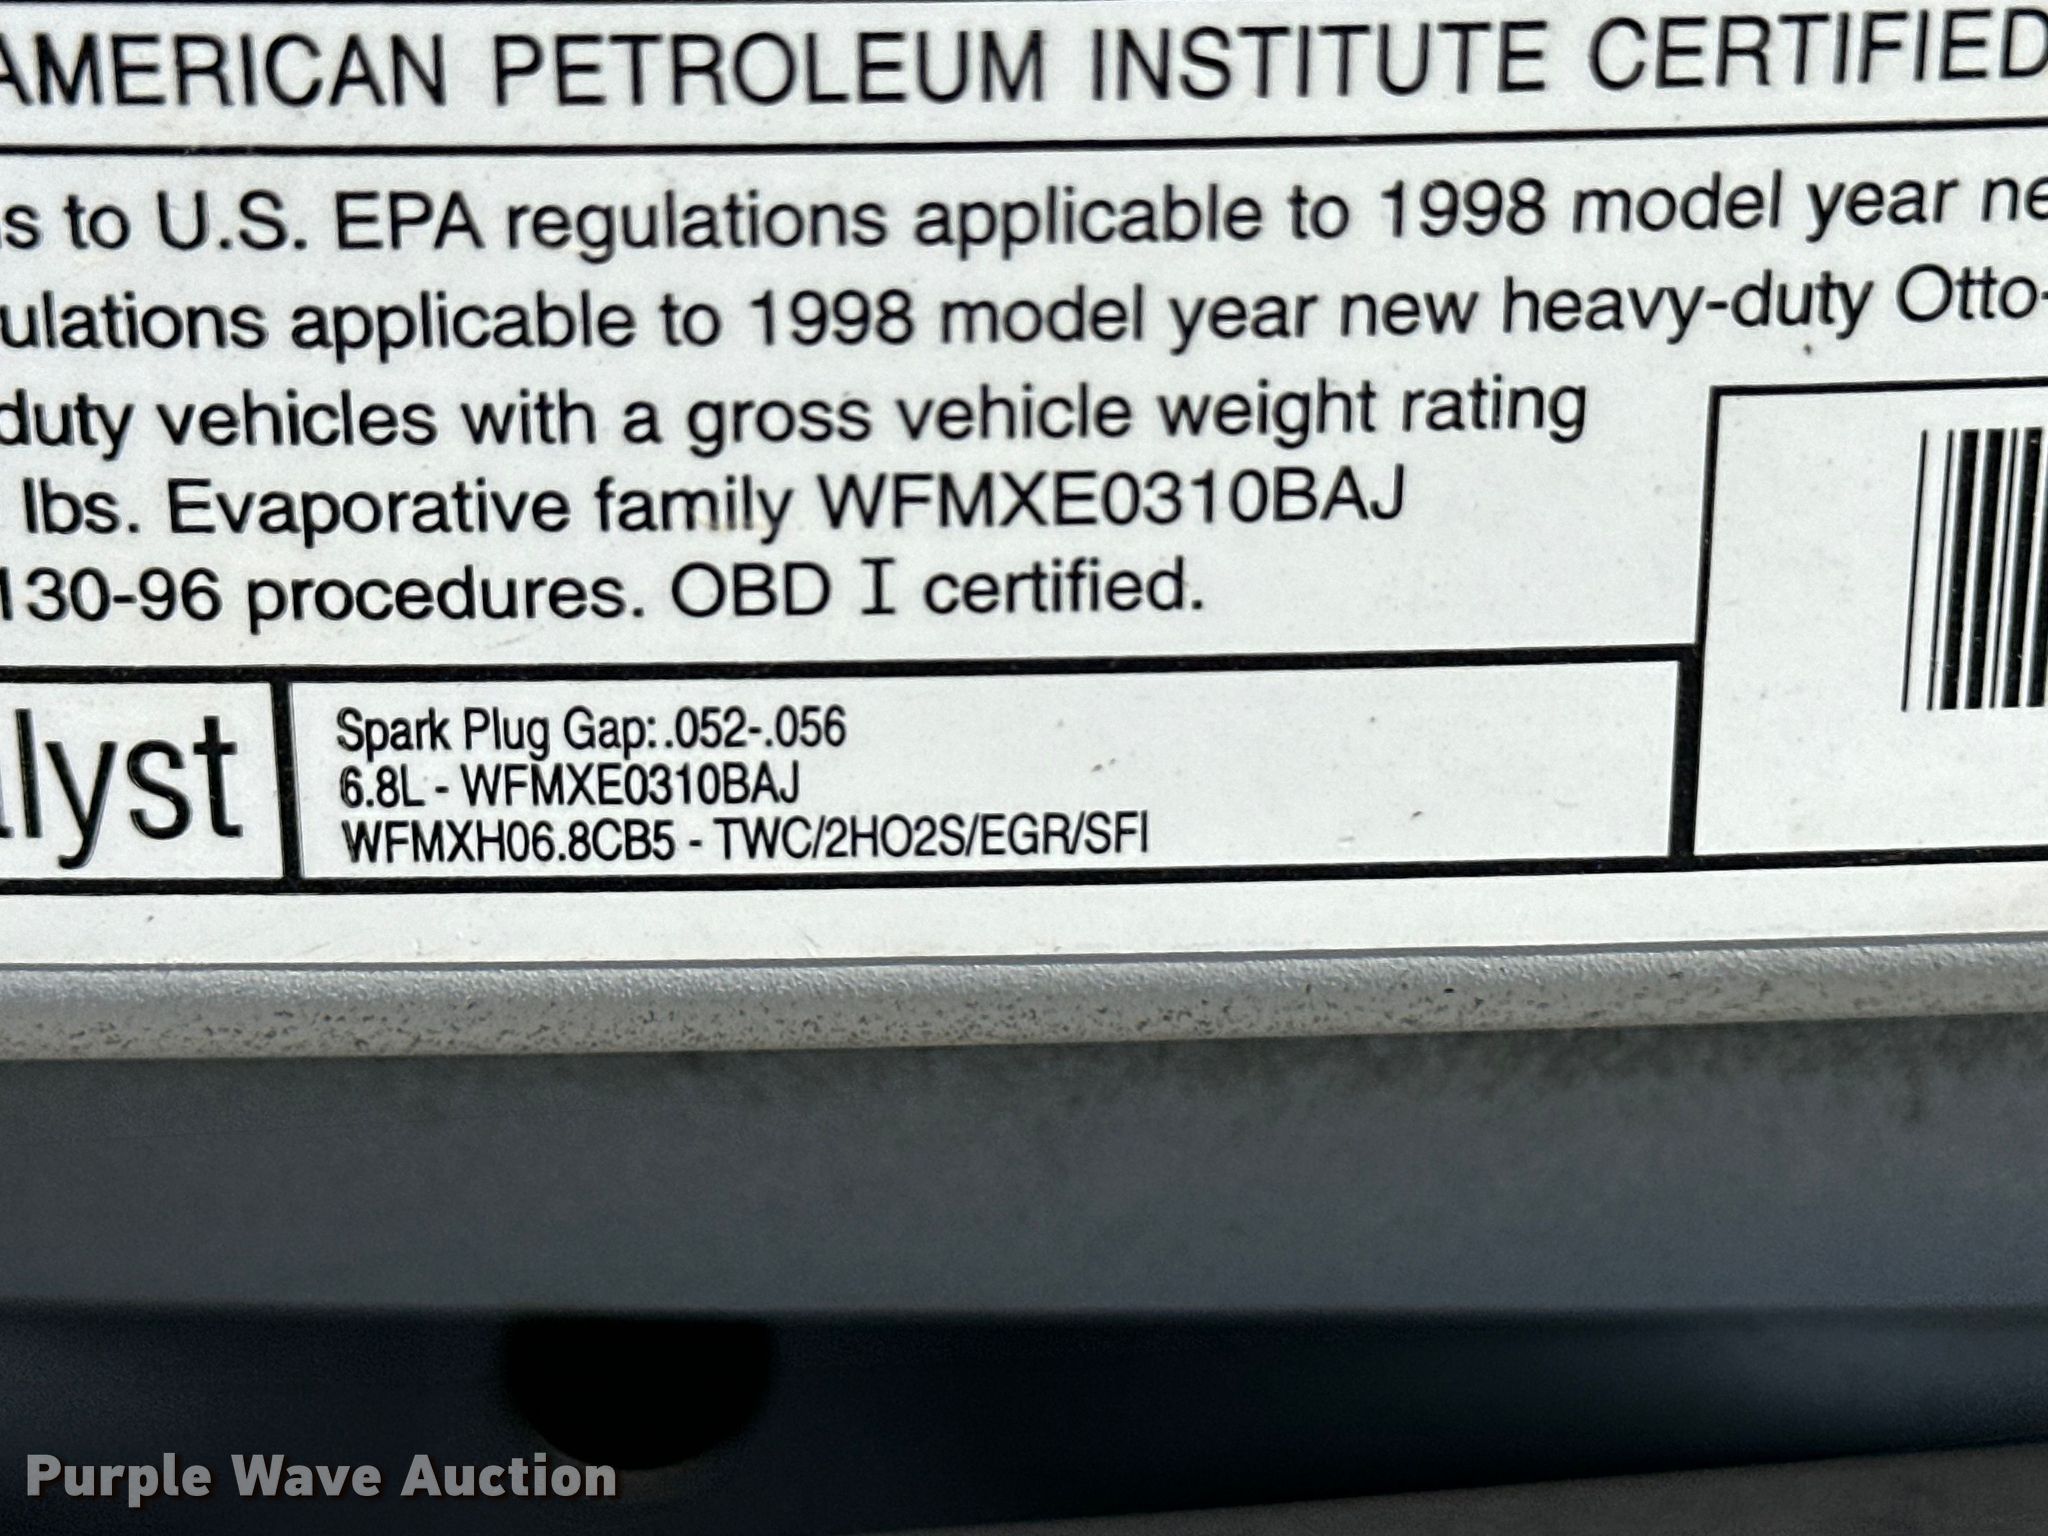 AMERICAN PETROLEUM INSTITUTE CERTIFIED
s to U.S. EPA regulations applicable to 1998 model year ne
ulations applicable to 1998 model year new heavy-duty Otto-
duty vehicles with a gross vehicle weight rating
lbs. Evaporative family WFMXE0310BAJ
130-96 procedures. OBD I certified.
lyst
Spark Plug Gap:.052-.056
6.8L - WFMXE0310BAJ
WFMXH06.8CB5 - TWC/2HO2S/EGR/SFI
Purple Wave Auction